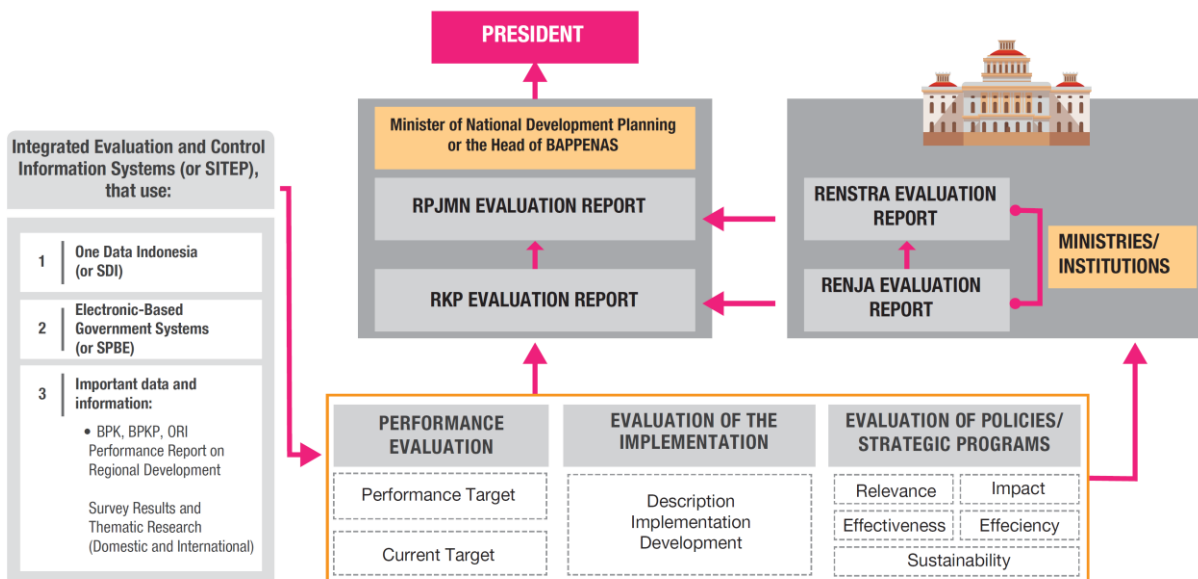 PRESIDENT
Minister of National Development Planning
or the Head of BAPPENAS
RPJMN EVALUATION REPORT
RKP EVALUATION REPORT
RENSTRA EVALUATION
REPORT
RENJA EVALUATION
REPORT
MINISTRIES/
INSTITUTIONS
Integrated Evaluation and Control
Information Systems (or SITEP),
that use:
1
One Data Indonesia
(or SDI)
2
Electronic-Based
Government Systems
(or SPBE)
3
Important data and
information:
• BPK, BPKP, ORI
Performance Report on
Regional Development
Survey Results and
Thematic Research
(Domestic and International)
PERFORMANCE
EVALUATION
Performance Target
Current Target
EVALUATION OF THE
IMPLEMENTATION
Description
Implementation
Development
EVALUATION OF POLICIES/
STRATEGIC PROGRAMS
Relevance
Impact
Effectiveness
Effeciency
Sustainability